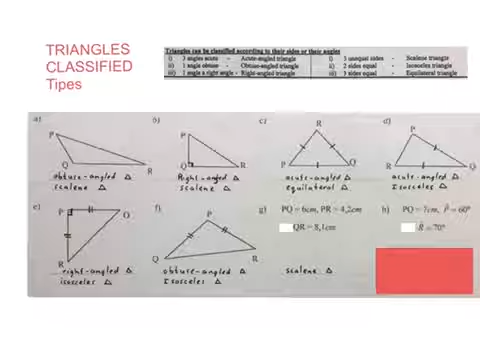 TRIANGLES
CLASSIFIED
Tipes
Triangles can be classified according to their sides or their angles
i) 3 angles acute - Acute-angled triangle i) 3 unequal sides - Scalene triangle
ii) 1 angle obtuse - Obtuse-angled triangle ii) 2 sides equal - Isosceles triangle
iii) 1 angle a right angle - Right-angled triangle iii) 3 sides equal - Equilateral triangle
a) b) c) d)
P Q R
obtuse-angled Δ
scalene Δ
P Q R
Right-angled Δ
scalene Δ
R P Q
acute-angled Δ
equilateral Δ
P Q R
acute-angled Δ
Isosceles Δ
e) f) g) h)
P Q R
right-angled Δ
isosceles Δ
P Q R
obtuse-angled Δ
Isosceles Δ
PQ = 6cm, PR = 4,2cm
QR = 8,1cm
scalene Δ
PQ = 7cm, P̂ = 60°
R̂ = 70°